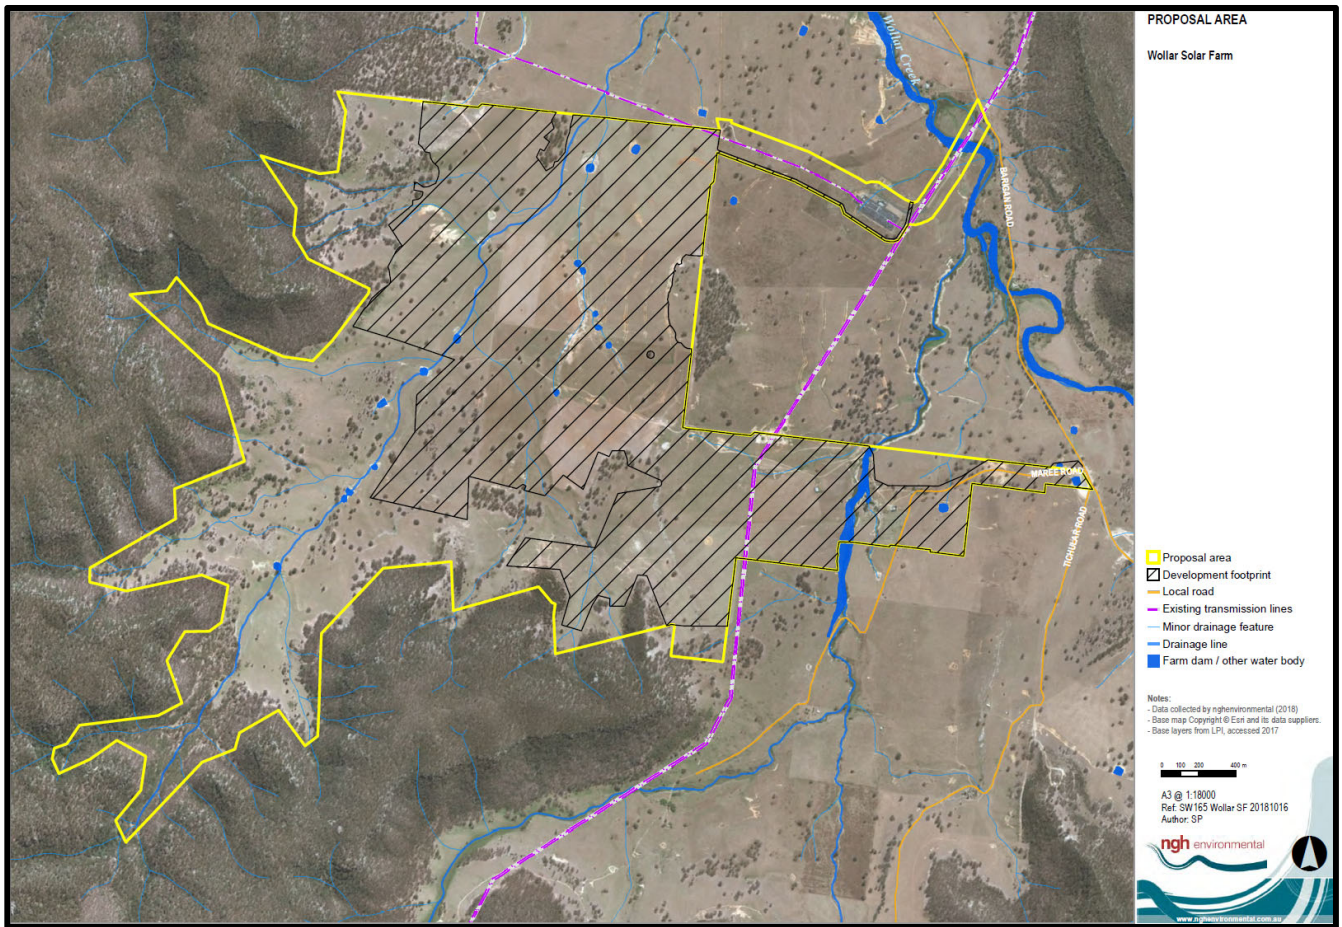 PROPOSAL AREA
Wollar Solar Farm
Wollar Creek
BARIGAN ROAD
MAREE ROAD
TICHULAR ROAD
Proposal area
Development footprint
Local road
Existing transmission lines
Minor drainage feature
Drainage line
Farm dam / other water body
Notes:
- Data collected by nghenvironmental (2018)
- Base map Copyright © Esri and its data suppliers.
- Base layers from LPI, accessed 2017
0 100 200 400 m
A3 @ 1:18000
Ref: SW165 Wollar SF 20181016
Author: SP
ngh environmental
www.nghenvironmental.com.au